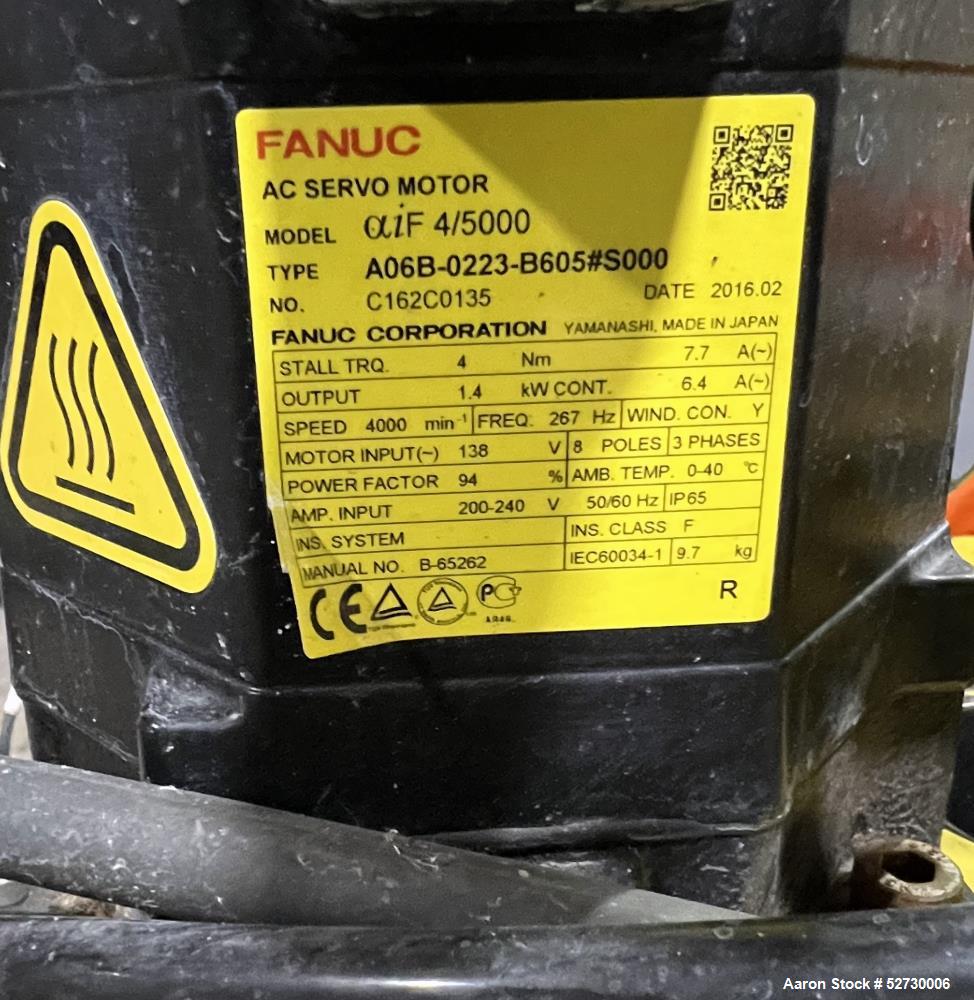 FANUC
AC SERVO MOTOR
MODEL αiF 4/5000
TYPE A06B-0223-B605#S000
NO. C162C0135 DATE 2016.02
FANUC CORPORATION YAMANASHI, MADE IN JAPAN
STALL TRQ. 4 Nm 7.7 A(~)
OUTPUT 1.4 kW CONT. 6.4 A(~)
SPEED 4000 min⁻¹ FREQ. 267 Hz WIND. CON. Y
MOTOR INPUT(~) 138 V 8 POLES 3 PHASES
POWER FACTOR 94 % AMB. TEMP. 0-40 °C
AMP. INPUT 200-240 V 50/60 Hz IP65
INS. SYSTEM INS. CLASS F
MANUAL NO. B-65262 IEC60034-1 9.7 kg
CE PG R
Aaron Stock # 52730006